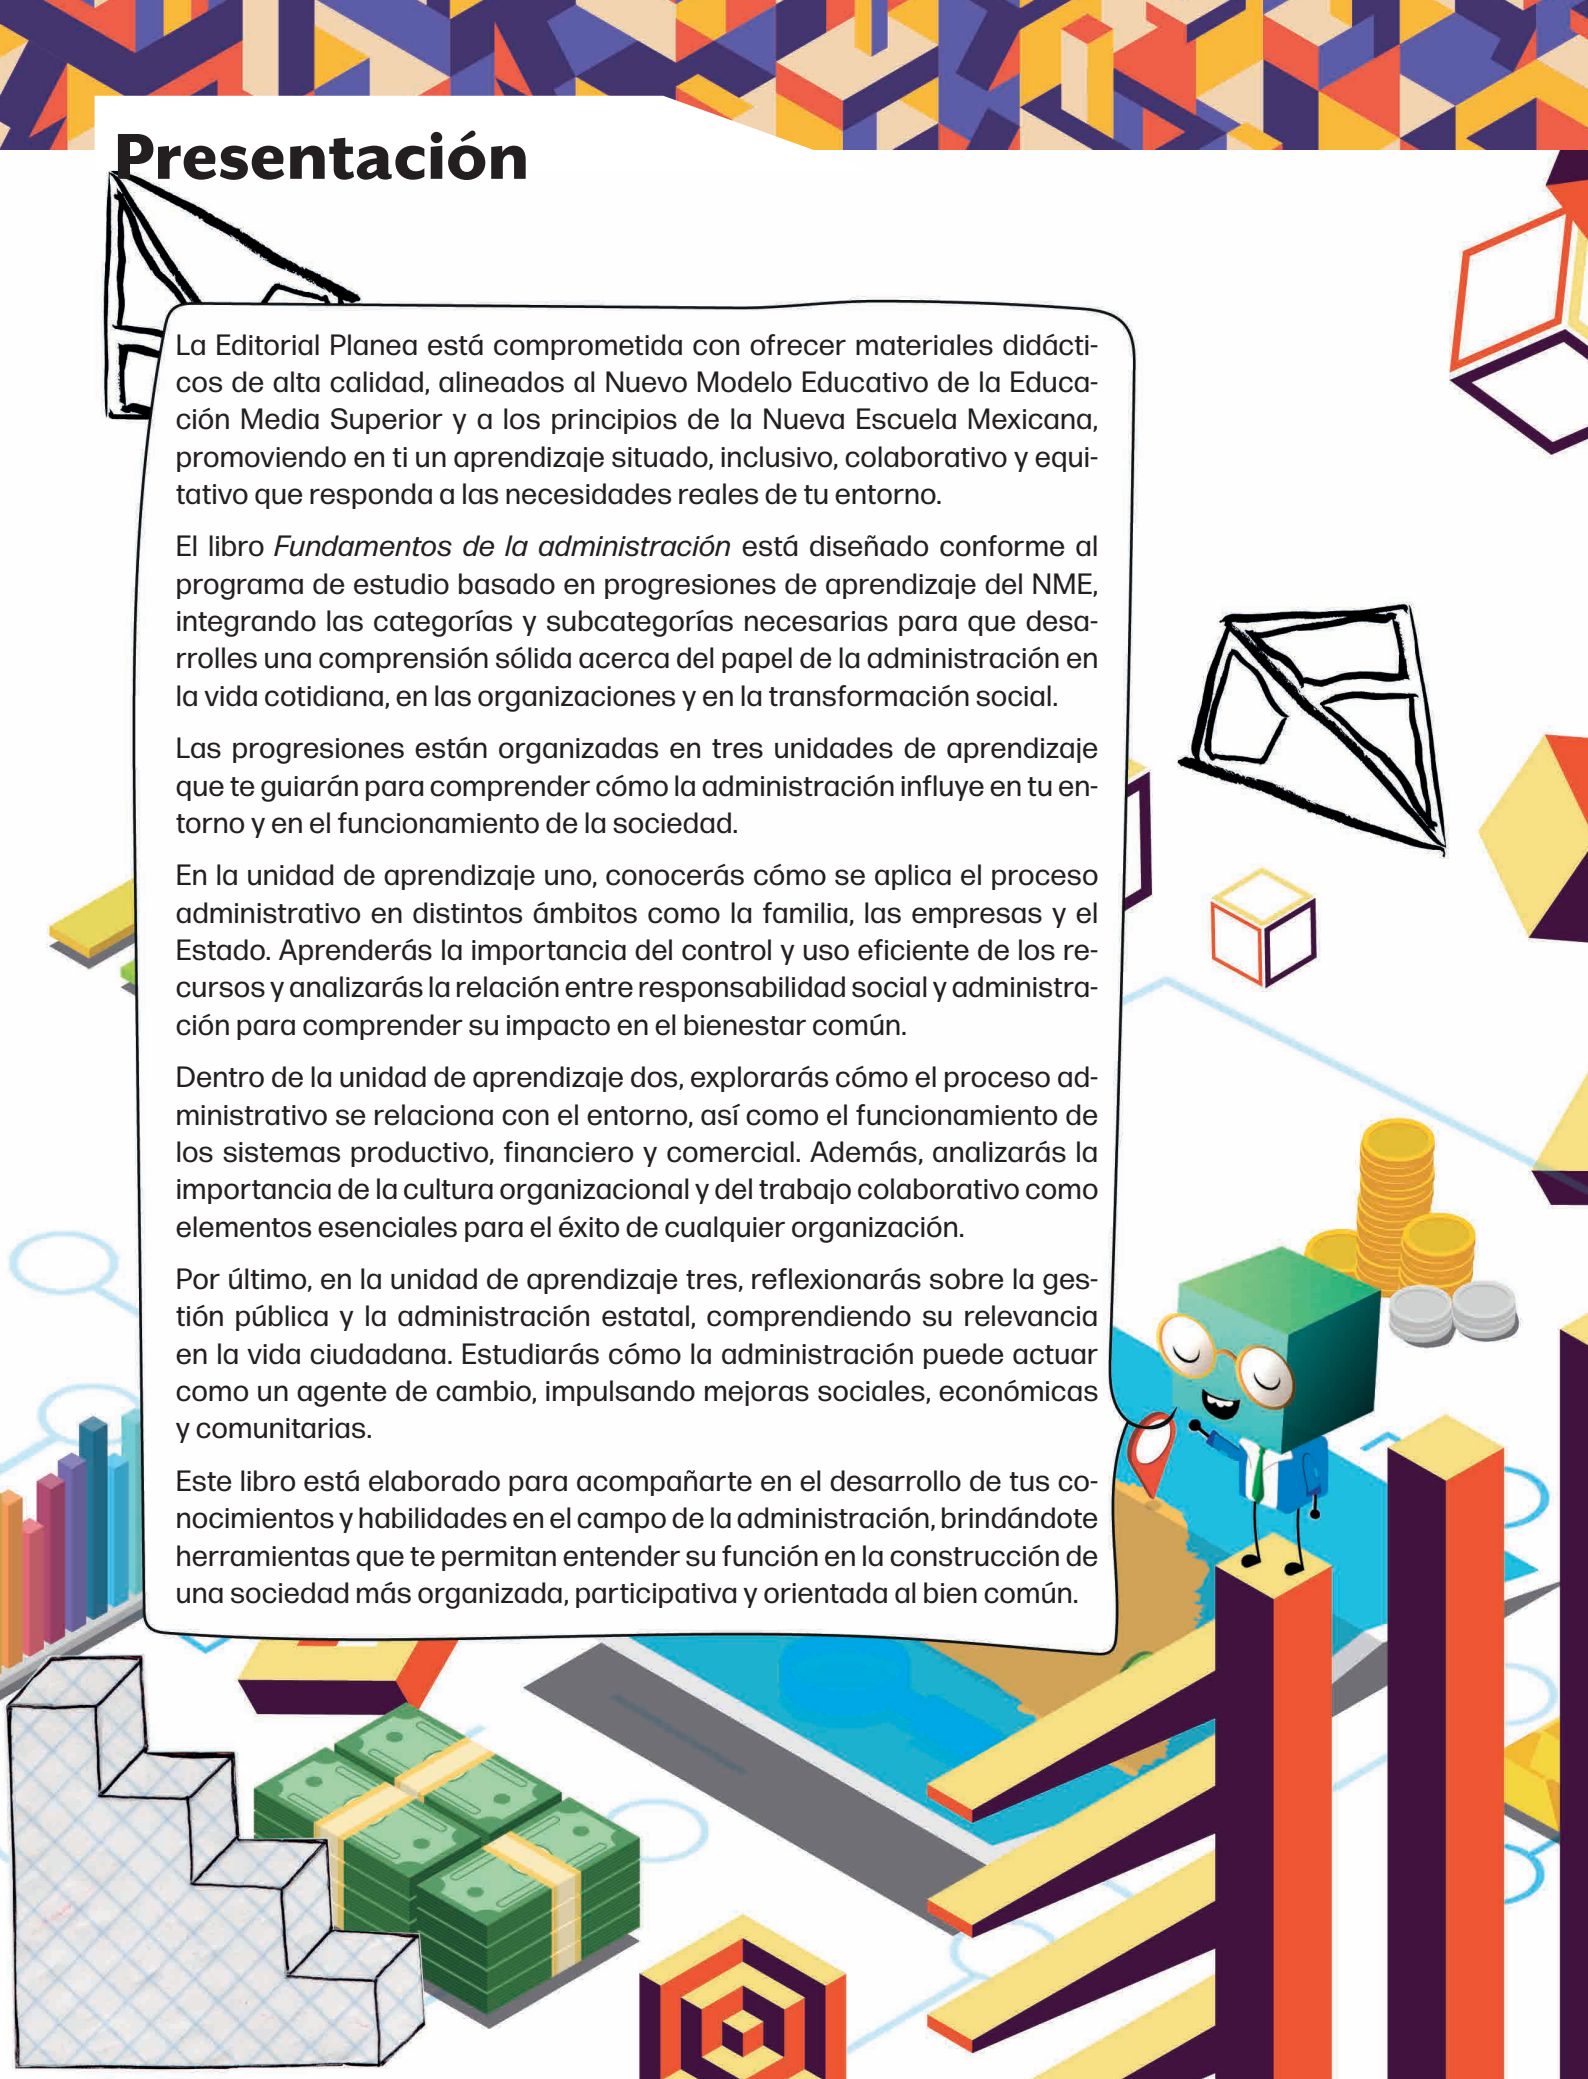 Presentación
La Editorial Planea está comprometida con ofrecer materiales didácti-
cos de alta calidad, alineados al Nuevo Modelo Educativo de la Educa-
ción Media Superior y a los principios de la Nueva Escuela Mexicana,
promoviendo en ti un aprendizaje situado, inclusivo, colaborativo y equi-
tativo que responda a las necesidades reales de tu entorno.
El libro Fundamentos de la administración está diseñado conforme al
programa de estudio basado en progresiones de aprendizaje del NME,
integrando las categorías y subcategorías necesarias para que desa-
rrolles una comprensión sólida acerca del papel de la administración en
la vida cotidiana, en las organizaciones y en la transformación social.
Las progresiones están organizadas en tres unidades de aprendizaje
que te guiarán para comprender cómo la administración influye en tu en-
torno y en el funcionamiento de la sociedad.
En la unidad de aprendizaje uno, conocerás cómo se aplica el proceso
administrativo en distintos ámbitos como la familia, las empresas y el
Estado. Aprenderás la importancia del control y uso eficiente de los re-
cursos y analizarás la relación entre responsabilidad social y administra-
ción para comprender su impacto en el bienestar común.
Dentro de la unidad de aprendizaje dos, explorarás cómo el proceso ad-
ministrativo se relaciona con el entorno, así como el funcionamiento de
los sistemas productivo, financiero y comercial. Además, analizarás la
importancia de la cultura organizacional y del trabajo colaborativo como
elementos esenciales para el éxito de cualquier organización.
Por último, en la unidad de aprendizaje tres, reflexionarás sobre la ges-
tión pública y la administración estatal, comprendiendo su relevancia
en la vida ciudadana. Estudiarás cómo la administración puede actuar
como un agente de cambio, impulsando mejoras sociales, económicas
y comunitarias.
Este libro está elaborado para acompañarte en el desarrollo de tus co-
nocimientos y habilidades en el campo de la administración, brindándote
herramientas que te permitan entender su función en la construcción de
una sociedad más organizada, participativa y orientada al bien común.